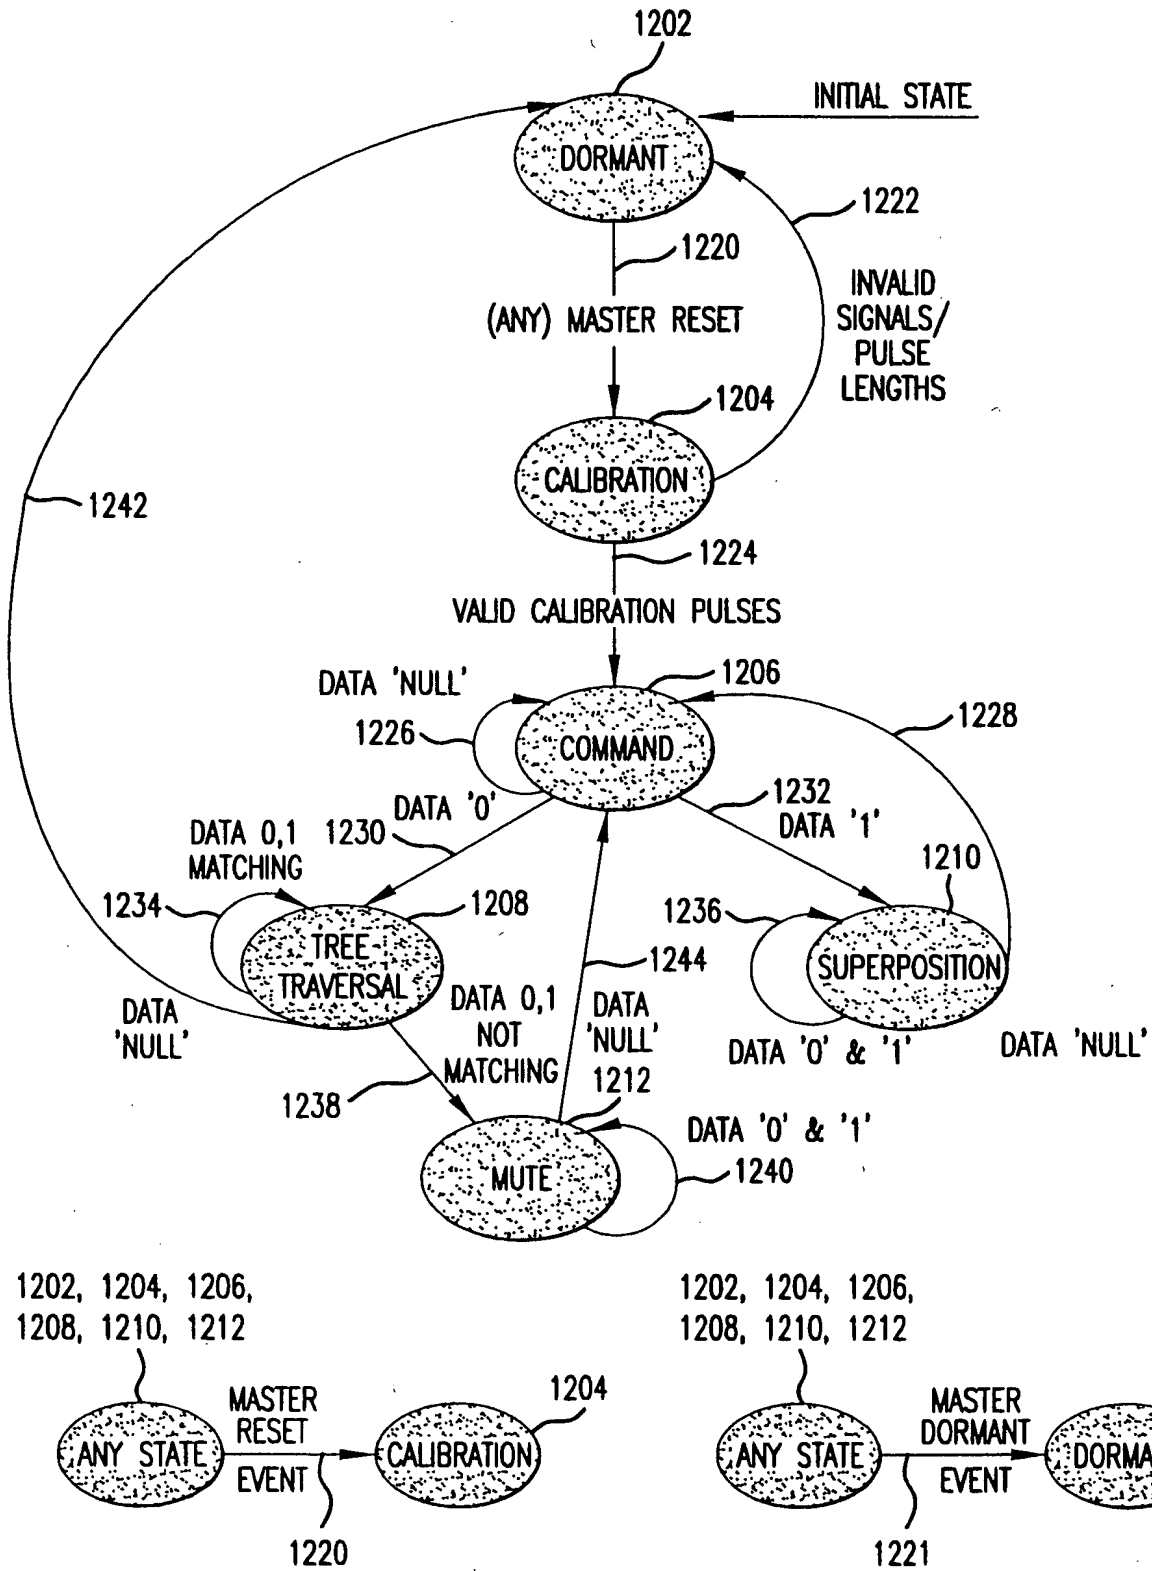 1202
INITIAL STATE
DORMANT
1222
1220
INVALID
SIGNALS/
PULSE
LENGTHS
(ANY) MASTER RESET
1204
CALIBRATION
1242
1224
VALID CALIBRATION PULSES
1206
DATA 'NULL'
1228
1226
COMMAND
1232
DATA '0'
DATA '1'
DATA 0,1
MATCHING
1230
1210
1234
1208
1236
TREE-
TRAVERSAL
1244
SUPERPOSITION
DATA
'NULL'
DATA 0,1
NOT
MATCHING
DATA
'NULL'
DATA '0' & '1'
DATA 'NULL'
1238
1212
DATA '0' & '1'
MUTE
1240
1202, 1204, 1206,
1208, 1210, 1212
MASTER
RESET
1204
ANY STATE
CALIBRATION
EVENT
1220
1202, 1204, 1206,
1208, 1210, 1212
MASTER
DORMANT
ANY STATE
DORMA
EVENT
1221